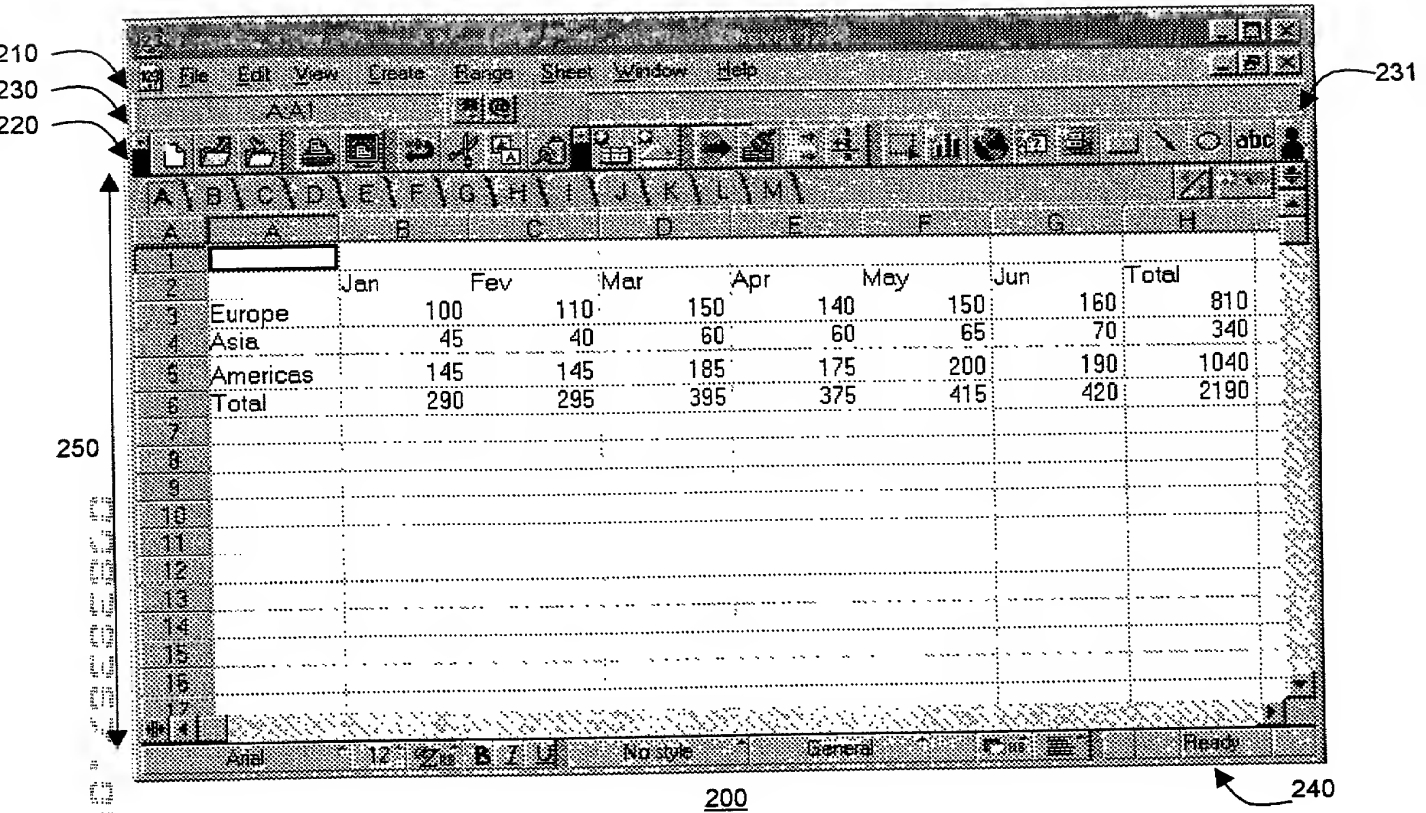 210
File Edit View Create Range Sheet Window Help
231
230
A:A1 @
220
abc
A B C D E F G H I J K L M
A A B C D E F G H
1
2 Jan Fev Mar Apr May Jun Total
3 Europe 100 110 150 140 150 160 810
4 Asia 45 40 60 60 65 70 340
5 Americas 145 145 185 175 200 190 1040
6 Total 290 295 395 375 415 420 2190
7
250
8
9
10
11
12
13
14
15
16
17
Arial 12 B I U No style General Ready
200
240